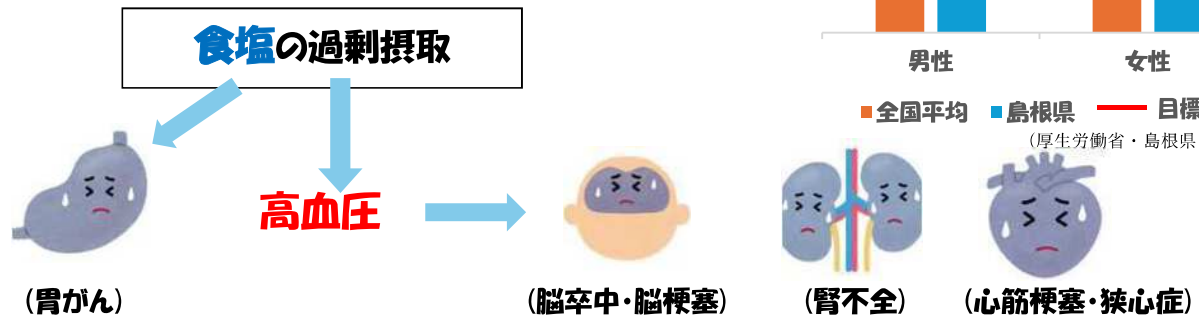 食塩の過剰摂取
男性
女性
全国平均 島根県 目標
（厚生労働省・島根県
高血圧
(胃がん)
(脳卒中・脳梗塞)
(腎不全)
(心筋梗塞・狭心症)